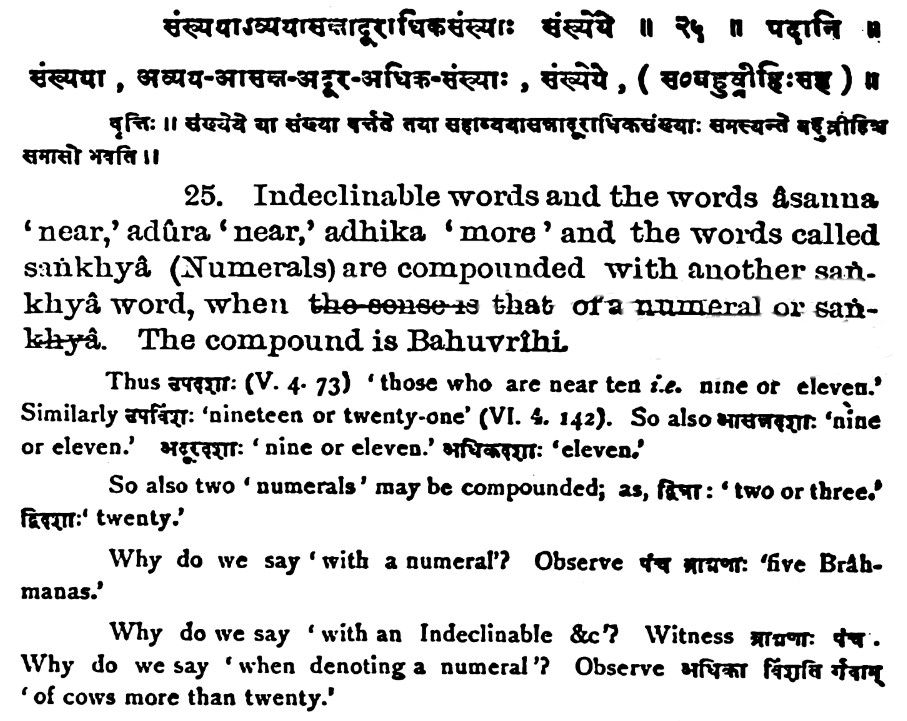 संख्ययाऽव्ययासन्नादूराधिकसंख्याः संख्येये ॥ २५ ॥ पदानि ॥
संख्यया , अव्यय-आसन्न-अदूर-अधिक-संख्याः , संख्येये , ( स०बहुव्रीहिःसह ) ॥
वृत्तिः ॥ संख्येये या संख्या वर्त्तते तया सहाव्ययासन्नादूराधिकसंख्याः समस्यन्ते बहुव्रीहिश्च
समासो भवति ॥
25. Indeclinable words and the words âsanna
‘near,’ adûra ‘near,’ adhika ‘more’ and the words called
saṅkhyâ (Numerals) are compounded with another saṅ-
khyâ word, when the sense is that of a numeral or saṅ-
khyâ. The compound is Bahuvrîhi.
Thus उपदशाः (V. 4. 73) ‘those who are near ten i.e. nine or eleven.’
Similarly उपविंशाः ‘nineteen or twenty-one’ (VI. 4. 142). So also आसन्नदशाः ‘nine
or eleven.’ अदूरदशाः ‘nine or eleven.’ अधिकदशाः ‘eleven.’
So also two ‘numerals’ may be compounded; as, द्वित्राः ‘two or three.’
द्विदशाः ‘twenty.’
Why do we say ‘with a numeral’? Observe पंच ब्राह्मणाः ‘five Brâh-
manas.’
Why do we say ‘with an Indeclinable &c’? Witness ब्राह्मणाः पंच .
Why do we say ‘when denoting a numeral’? Observe अधिका विंशति र्गवाम्
‘of cows more than twenty.’